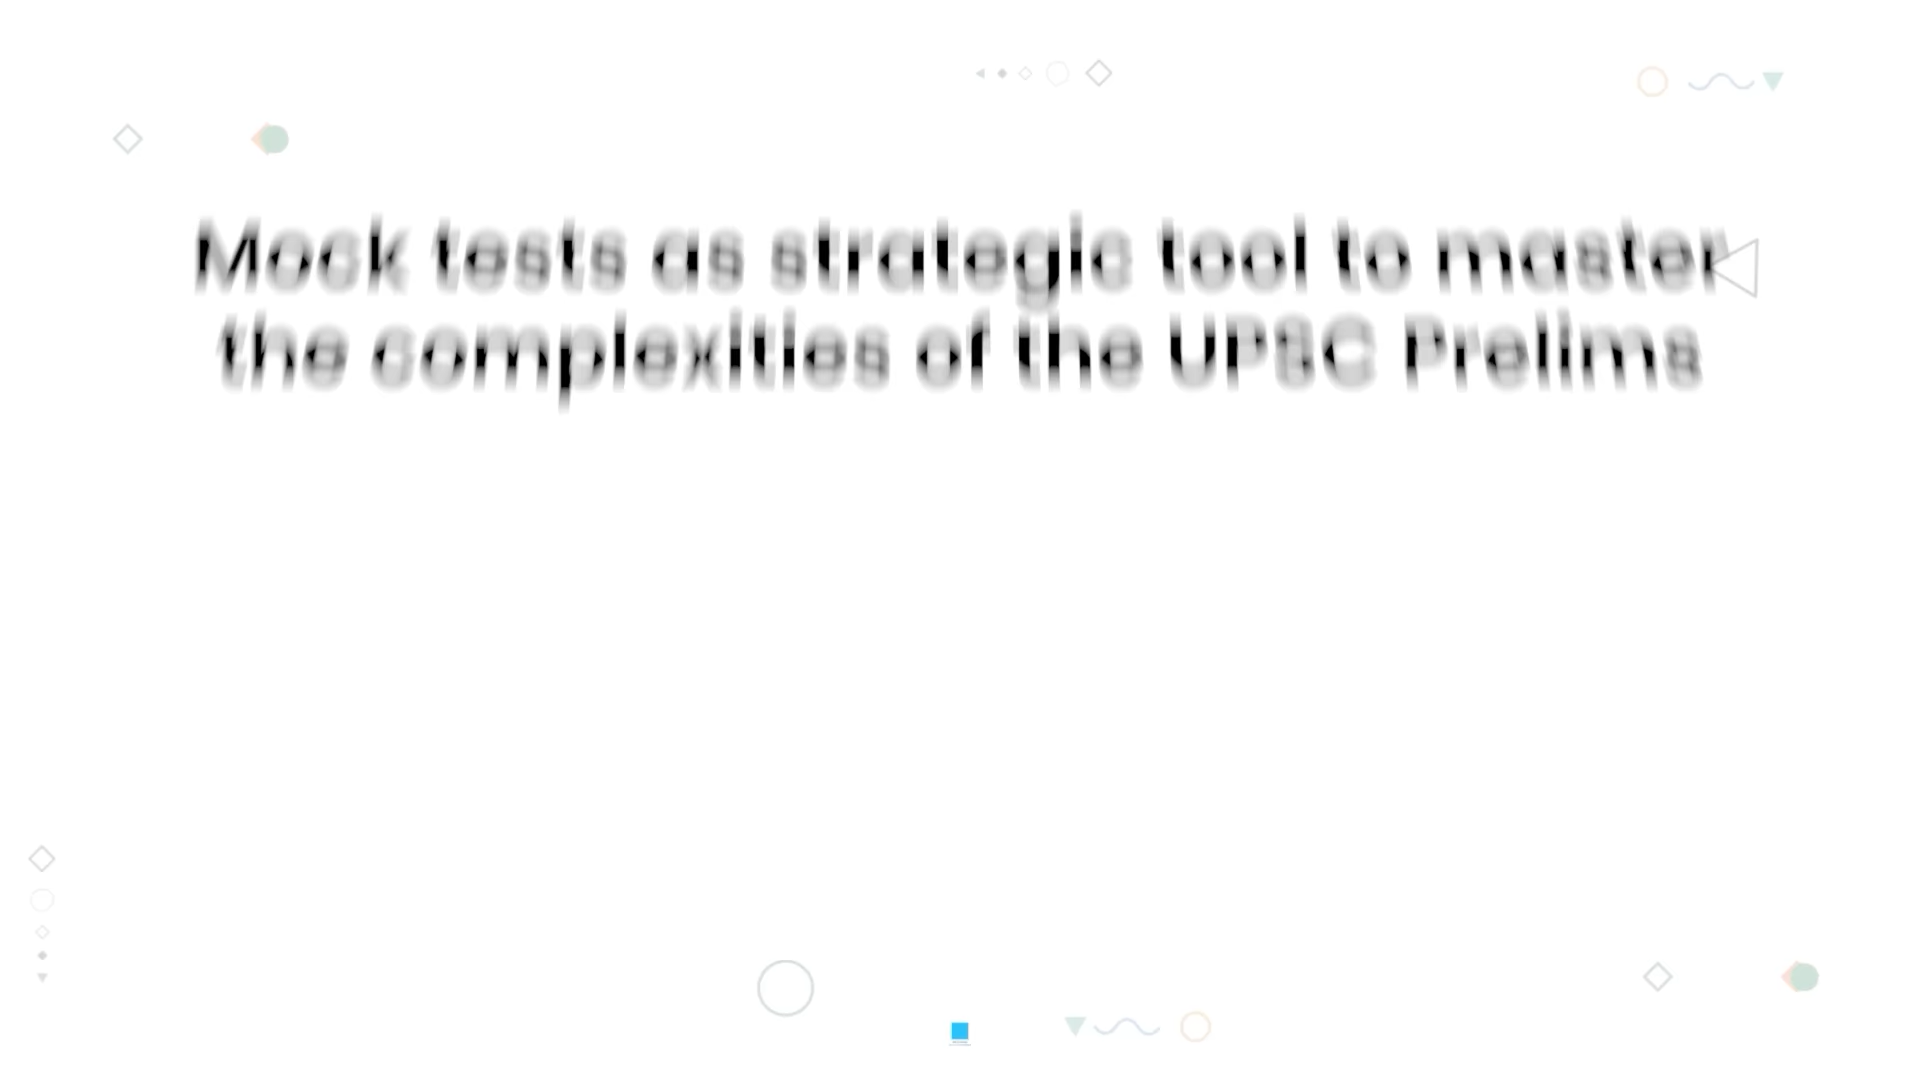 Mock tests as strategic tool to master
the complexities of the UPSC Prelims